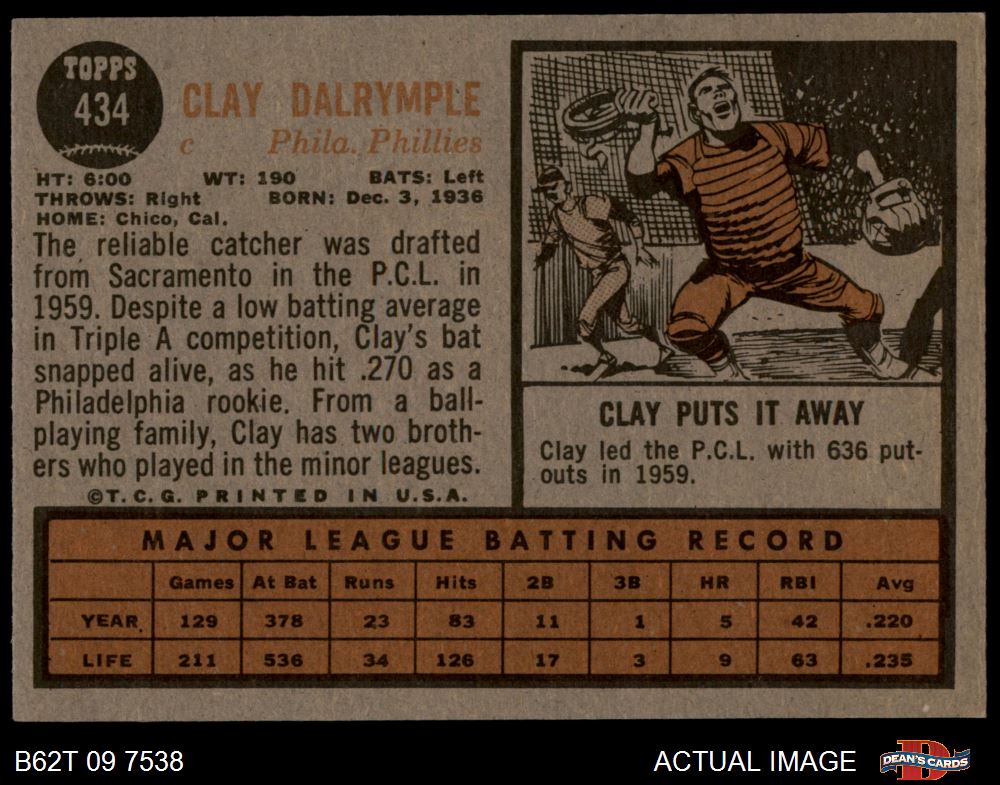 TOPPS
434
CLAY DALRYMPLE
c Phila. Phillies
HT: 6:00 WT: 190 BATS: Left
THROWS: Right BORN: Dec. 3, 1936
HOME: Chico, Cal.
The reliable catcher was drafted
from Sacramento in the P.C.L. in
1959. Despite a low batting average
in Triple A competition, Clay's bat
snapped alive, as he hit .270 as a
Philadelphia rookie. From a ball-
playing family, Clay has two broth-
ers who played in the minor leagues.
©T.C.G. PRINTED IN U.S.A.
CLAY PUTS IT AWAY
Clay led the P.C.L. with 636 put-
outs in 1959.
MAJOR LEAGUE BATTING RECORD
Games At Bat Runs Hits 2B 3B HR RBI Avg
YEAR 129 378 23 83 11 1 5 42 .220
LIFE 211 536 34 126 17 3 9 63 .235
B62T 09 7538
ACTUAL IMAGE
D
DEAN'S CARDS